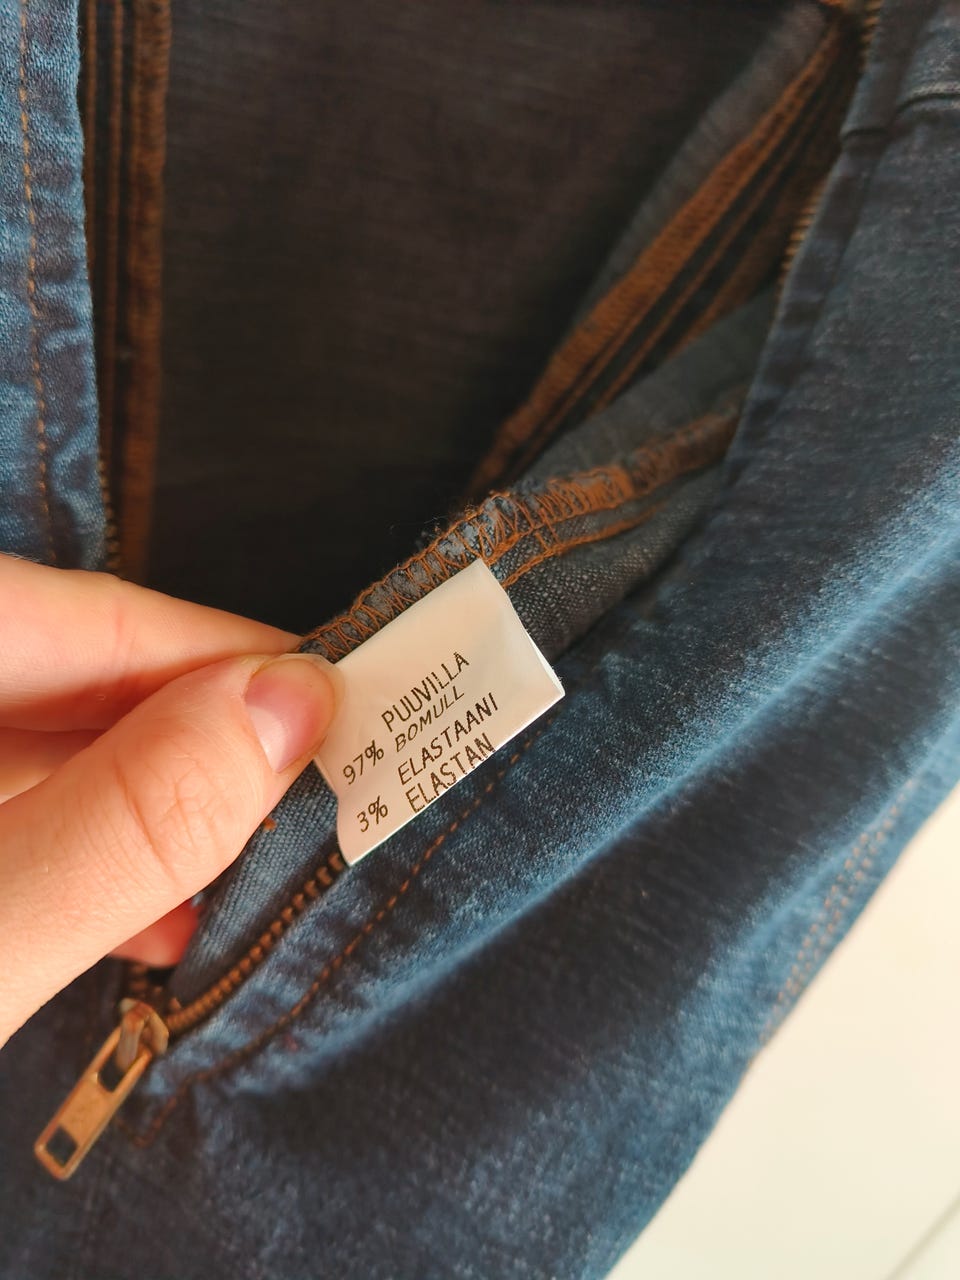 97% PUUVILLA
BOMULL
3% ELASTAANI
ELASTAN